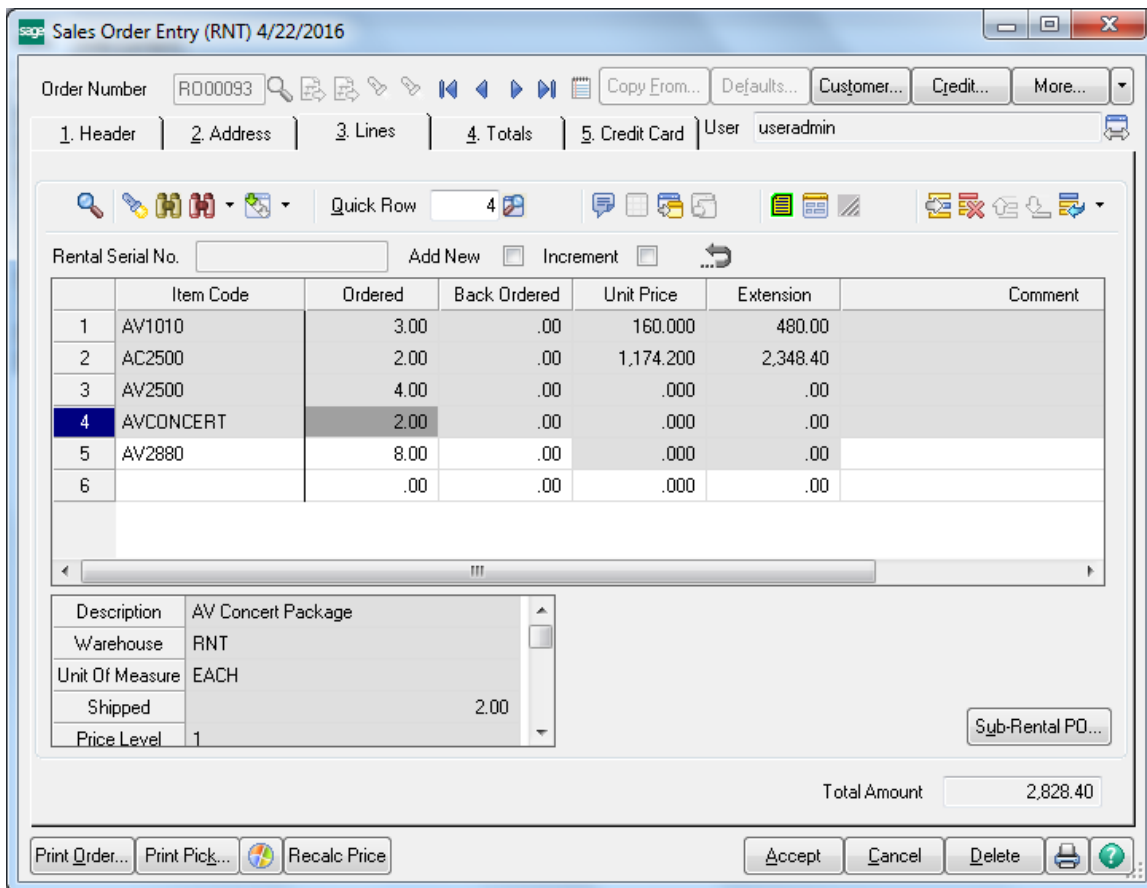 sage Sales Order Entry (RNT) 4/22/2016
Order Number RO00093 Copy From... Defaults... Customer... Credit... More...
1. Header 2. Address 3. Lines 4. Totals 5. Credit Card User useradmin
Quick Row 4
Rental Serial No. Add New Increment
Item Code Ordered Back Ordered Unit Price Extension Comment
1 AV1010 3.00 .00 160.000 480.00
2 AC2500 2.00 .00 1,174.200 2,348.40
3 AV2500 4.00 .00 .000 .00
4 AVCONCERT 2.00 .00 .000 .00
5 AV2880 8.00 .00 .000 .00
6 .00 .00 .000 .00
Description AV Concert Package
Warehouse RNT
Unit Of Measure EACH
Shipped 2.00
Price Level 1
Sub-Rental PO...
Total Amount 2,828.40
Print Order... Print Pick... Recalc Price Accept Cancel Delete